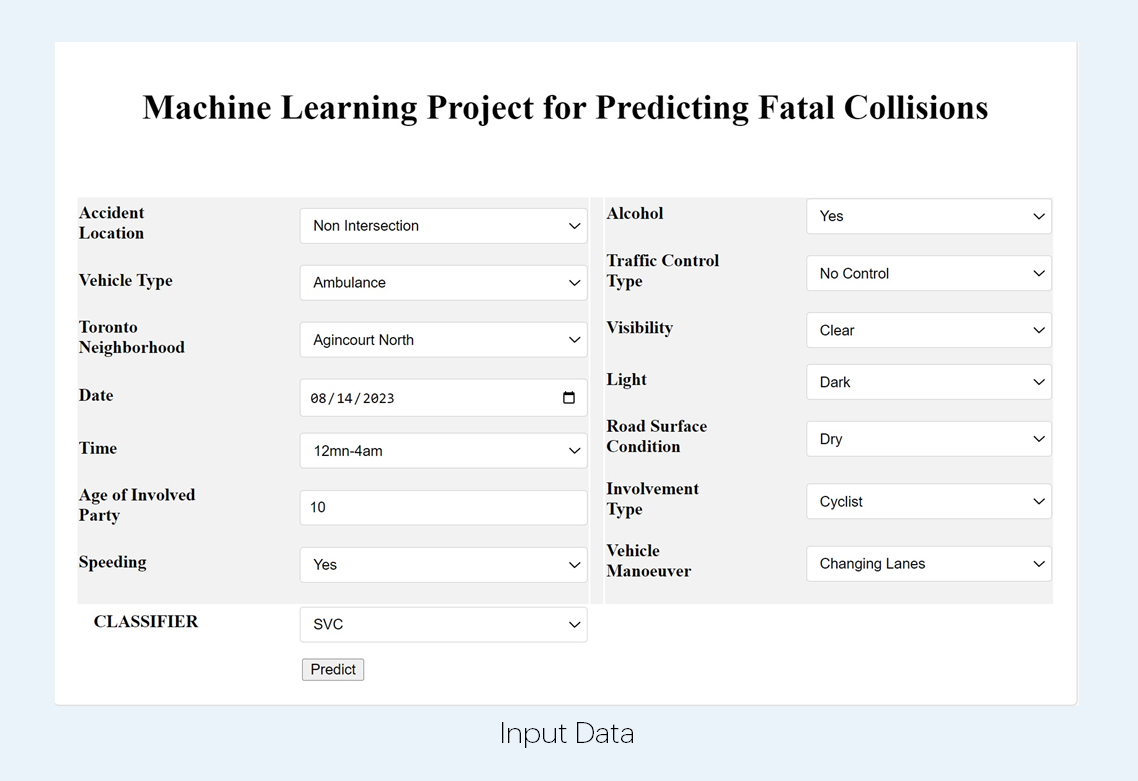 Machine Learning Project for Predicting Fatal Collisions
Accident
Location
Non Intersection
Vehicle Type
Ambulance
Toronto
Neighborhood
Agincourt North
Date
08/14/2023
Time
12mn-4am
Age of Involved
Party
10
Speeding
Yes
Alcohol
Yes
Traffic Control
Type
No Control
Visibility
Clear
Light
Dark
Road Surface
Condition
Dry
Involvement
Type
Cyclist
Vehicle
Manoeuver
Changing Lanes
CLASSIFIER
SVC
Predict
Input Data